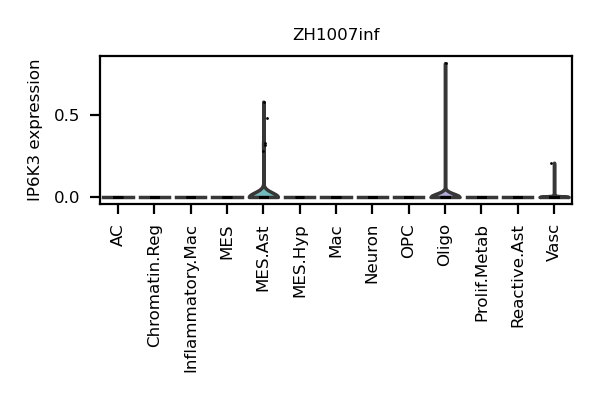 ZH1007inf
IP6K3 expression
0.5
0.0
AC
Chromatin.Reg
Inflammatory.Mac
MES
MES.Ast
MES.Hyp
Mac
Neuron
OPC
Oligo
Prolif.Metab
Reactive.Ast
Vasc